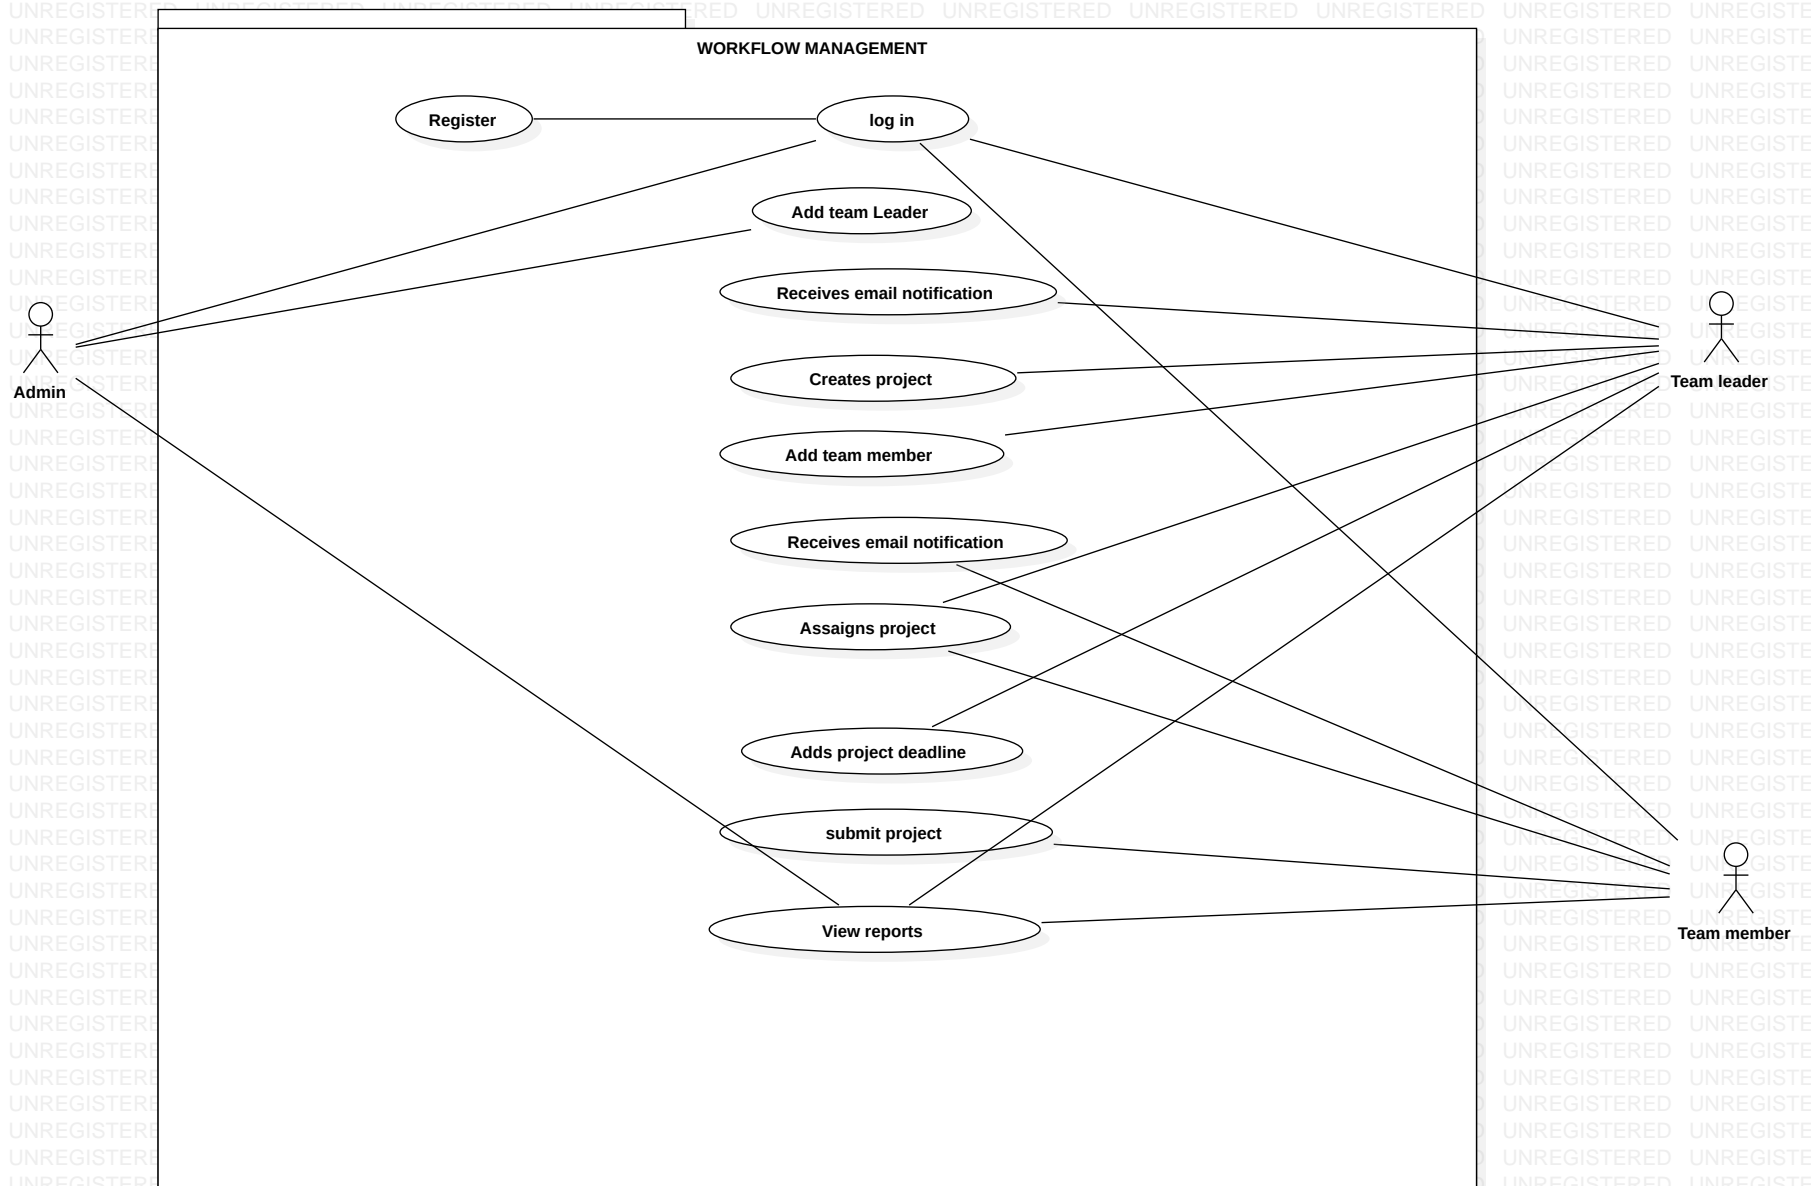 WORKFLOW MANAGEMENT
Register
log in
Add team Leader
Receives email notification
Creates project
Add team member
Receives email notification
Assaigns project
Adds project deadline
submit project
View reports
Admin
Team leader
Team member
UNREGISTERED